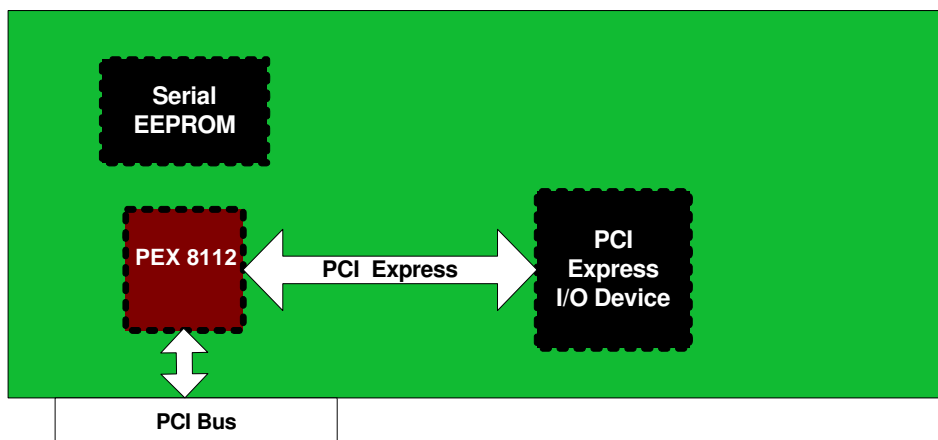 Serial
EEPROM
PEX 8112
PCI Express
PCI
Express
I/O Device
PCI Bus